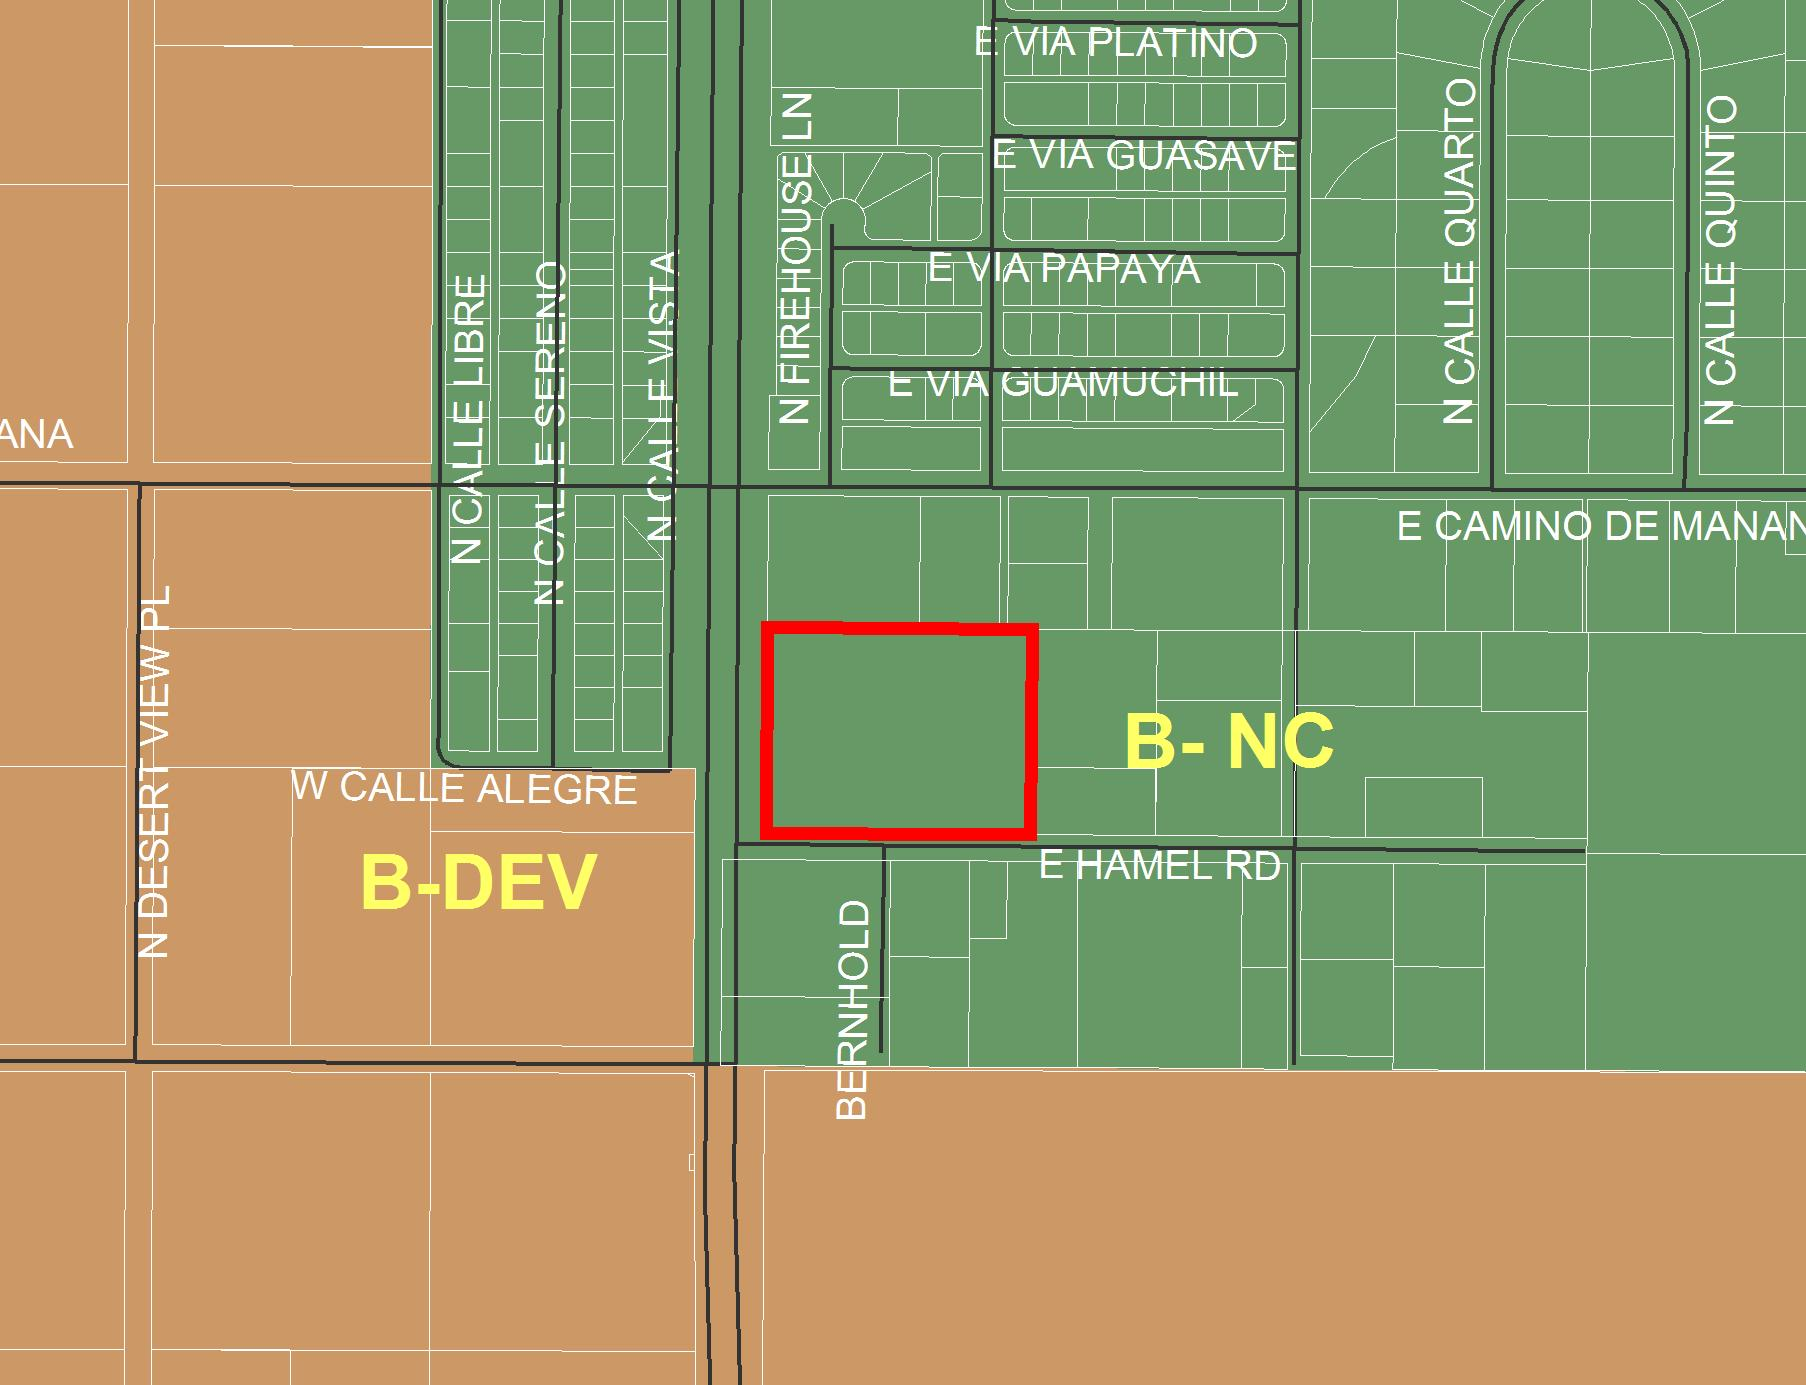 E VIA PLATINO
E VIA GUASAVE
E VIA PAPAYA
E VIA GUAMUCHIL
N FIREHOUSE LN
N CALLE QUARTO
N CALLE QUINTO
N CALLE LIBRE
N CALLE SERENO
N CALLE VISTA
ANA
E CAMINO DE MANAN
N DESERT VIEW PL
B- NC
W CALLE ALEGRE
B-DEV
E HAMEL RD
BERNHOLD